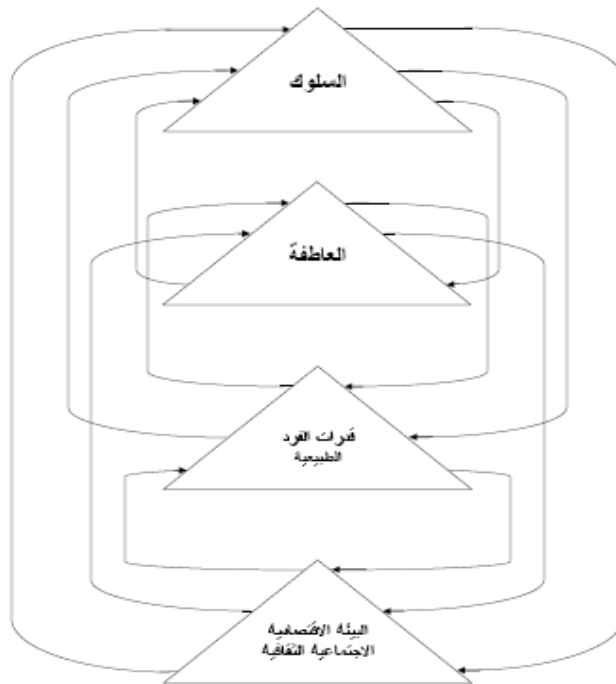 السلوك
العاطفة
قدرات الفرد
الطبيعية
البيئة الاقتصادية
الاجتماعية الثقافية